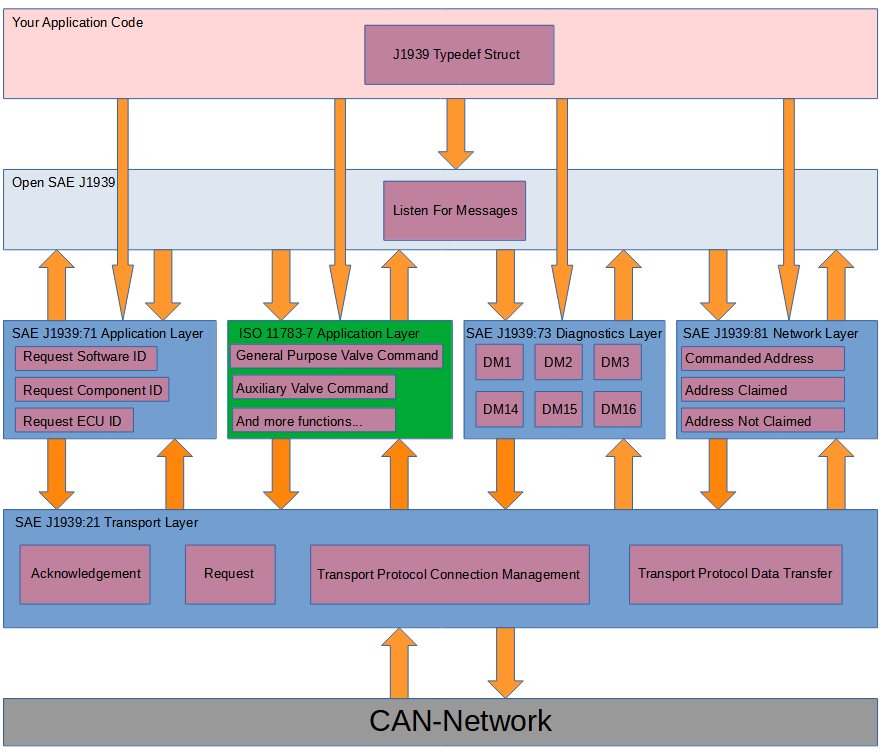 Your Application Code
J1939 Typedef Struct
Open SAE J1939
Listen For Messages
SAE J1939:71 Application Layer
Request Software ID
Request Component ID
Request ECU ID
ISO 11783-7 Application Layer
General Purpose Valve Command
Auxiliary Valve Command
And more functions...
SAE J1939:73 Diagnostics Layer
DM1
DM2
DM3
DM14
DM15
DM16
SAE J1939:81 Network Layer
Commanded Address
Address Claimed
Address Not Claimed
SAE J1939:21 Transport Layer
Acknowledgement
Request
Transport Protocol Connection Management
Transport Protocol Data Transfer
CAN-Network